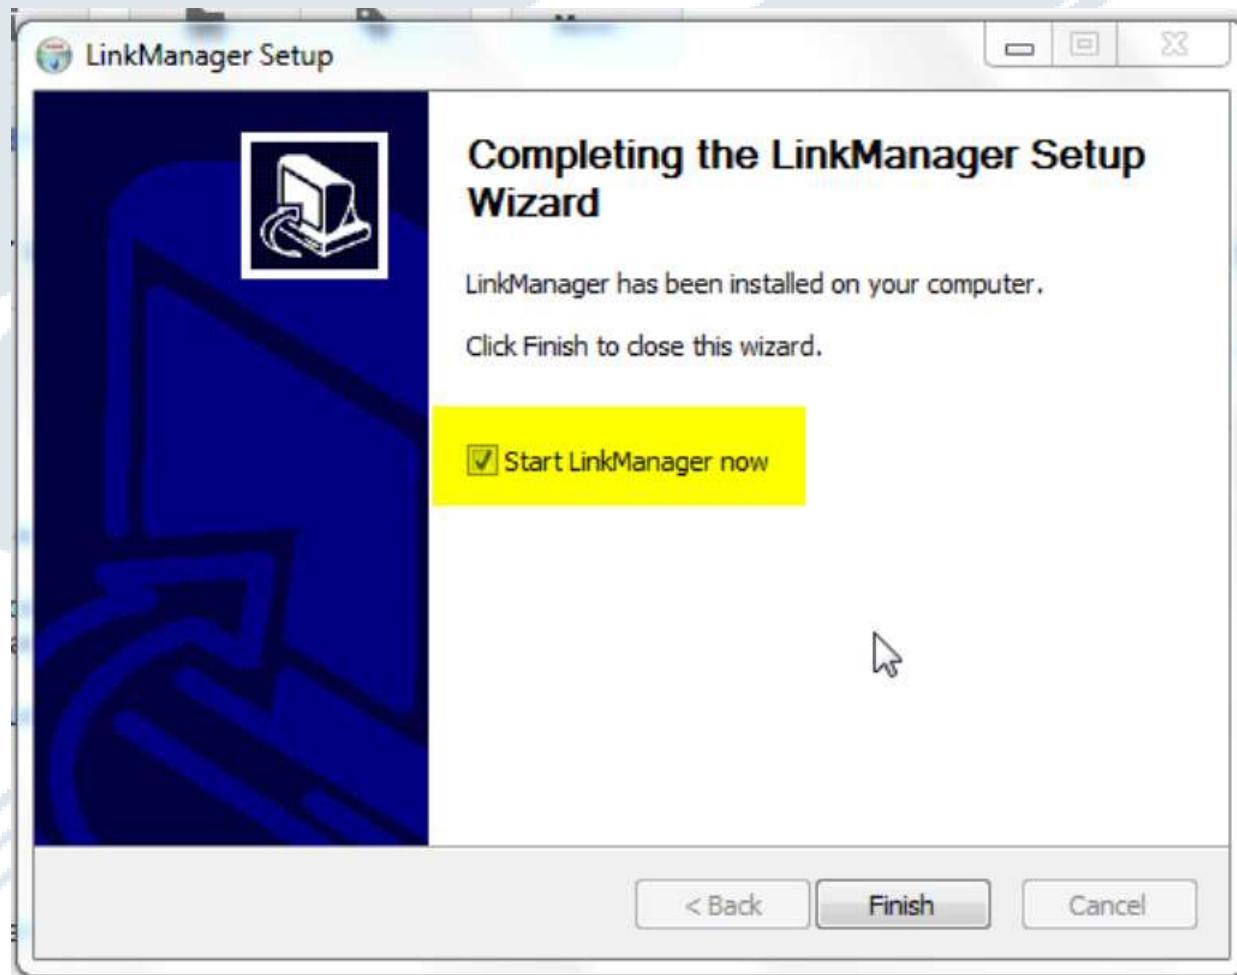 LinkManager Setup
Completing the LinkManager Setup
Wizard
LinkManager has been installed on your computer.
Click Finish to close this wizard.
Start LinkManager now
< Back
Finish
Cancel